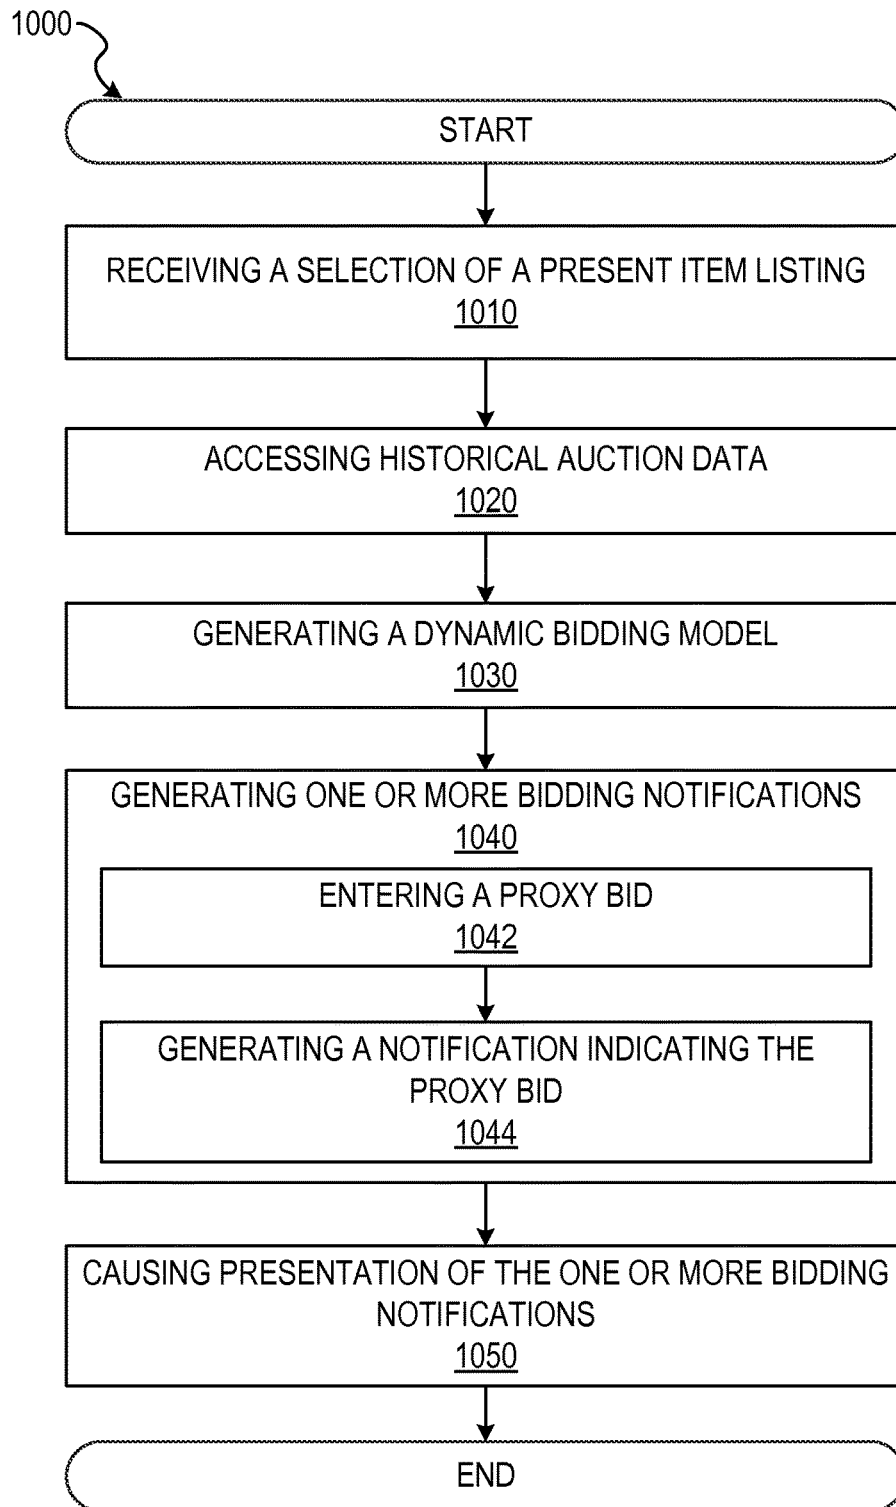 1000
START
RECEIVING A SELECTION OF A PRESENT ITEM LISTING
1010
ACCESSING HISTORICAL AUCTION DATA
1020
GENERATING A DYNAMIC BIDDING MODEL
1030
GENERATING ONE OR MORE BIDDING NOTIFICATIONS
1040
ENTERING A PROXY BID
1042
GENERATING A NOTIFICATION INDICATING THE
PROXY BID
1044
CAUSING PRESENTATION OF THE ONE OR MORE BIDDING
NOTIFICATIONS
1050
END